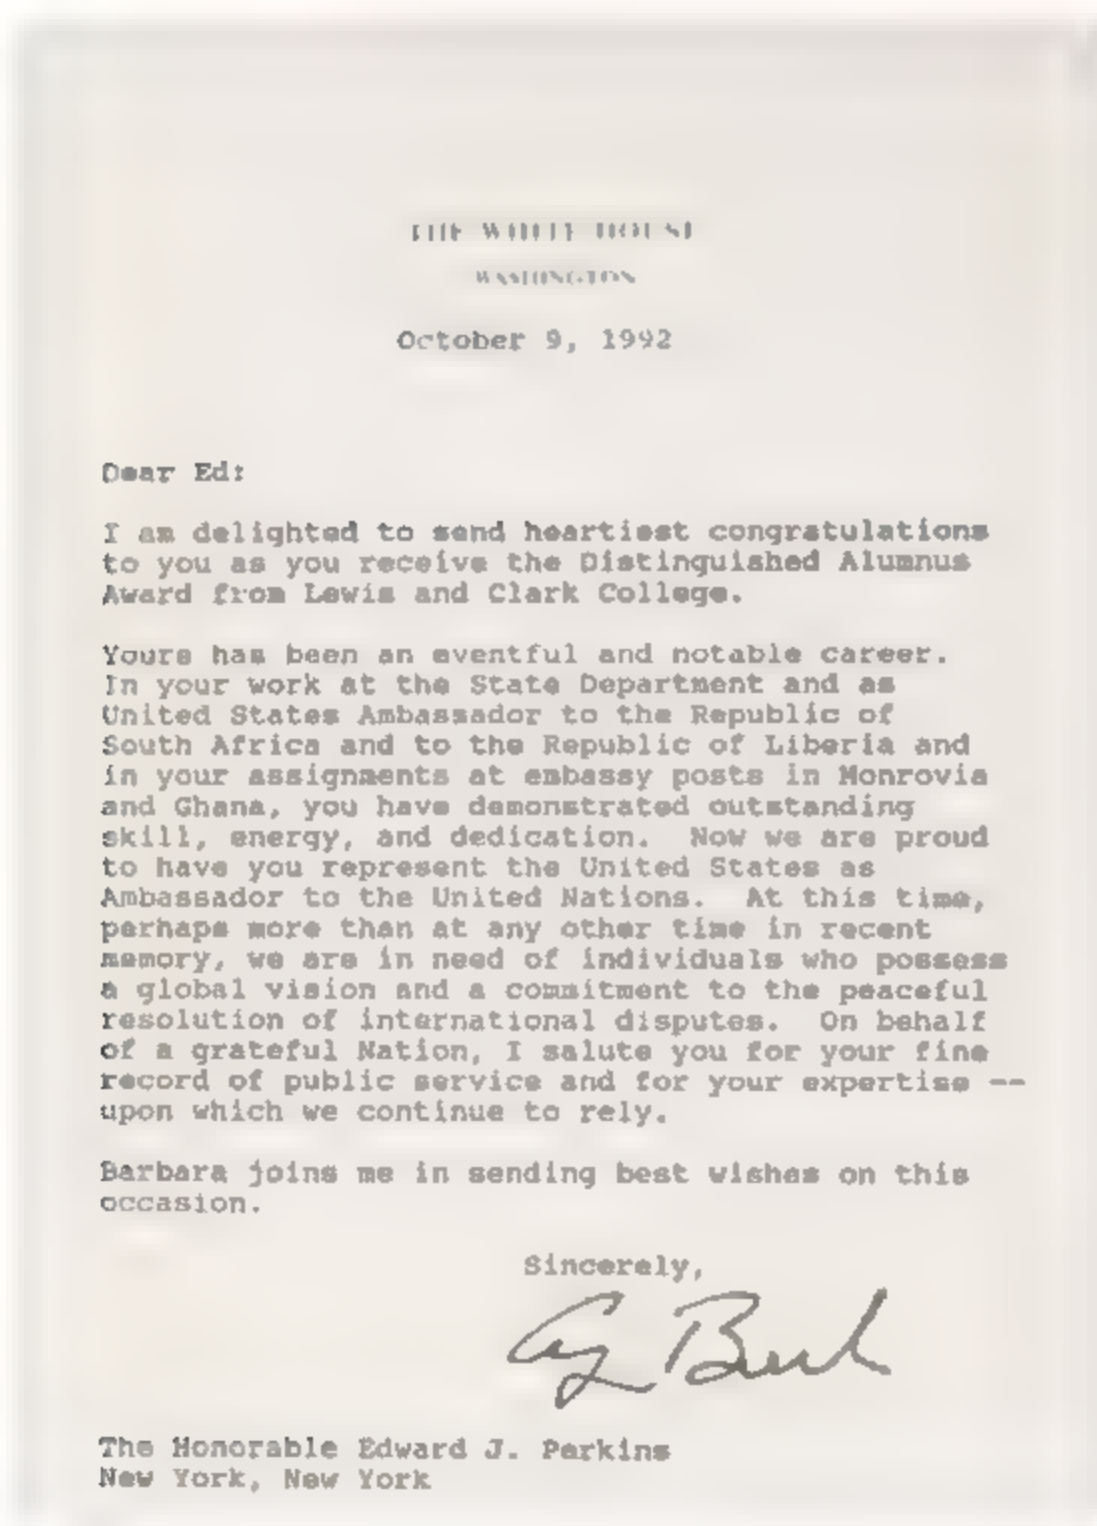 THE WHITE HOUSE
WASHINGTON
October 9, 1992
Dear Ed:
I am delighted to send heartiest congratulations
to you as you receive the Distinguished Alumnus
Award from Lewis and Clark College.
Yours has been an eventful and notable career.
In your work at the State Department and as
United States Ambassador to the Republic of
South Africa and to the Republic of Liberia and
in your assignments at embassy posts in Monrovia
and Ghana, you have demonstrated outstanding
skill, energy, and dedication.  Now we are proud
to have you represent the United States as
Ambassador to the United Nations.  At this time,
perhaps more than at any other time in recent
memory, we are in need of individuals who possess
a global vision and a commitment to the peaceful
resolution of international disputes.  On behalf
of a grateful Nation, I salute you for your fine
record of public service and for your expertise --
upon which we continue to rely.
Barbara joins me in sending best wishes on this
occasion.
Sincerely,
G Bush
The Honorable Edward J. Perkins
New York, New York